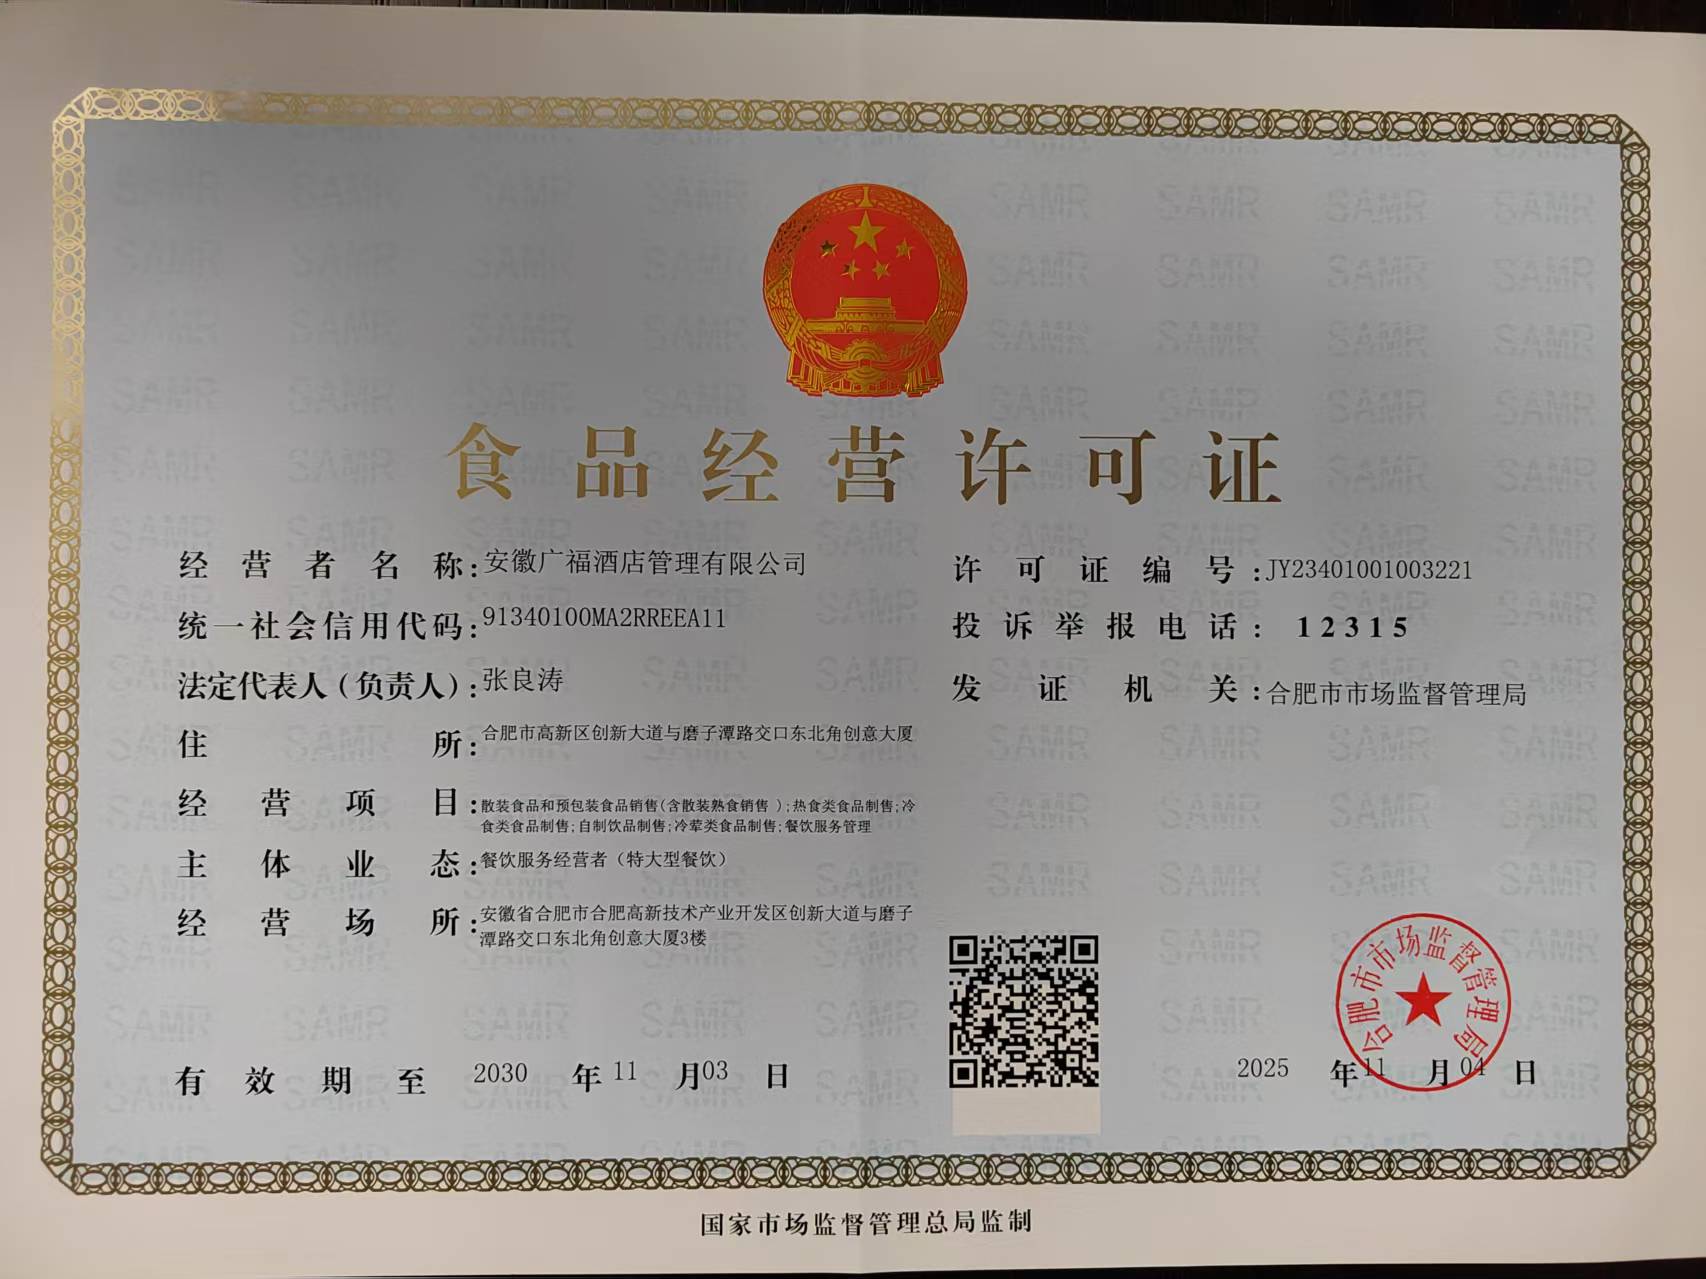 食品经营许可证
经营者名称:安徽广福酒店管理有限公司
统一社会信用代码:91340100MA2RREEA11
法定代表人(负责人):张良涛
住所:合肥市高新区创新大道与磨子潭路交口东北角创意大厦
经营项目:散装食品和预包装食品销售(含散装熟食销售 );热食类食品制售;冷
食类食品制售;自制饮品制售;冷荤类食品制售;餐饮服务管理
主体业态:餐饮服务经营者（特大型餐饮）
经营场所:安徽省合肥市合肥高新技术产业开发区创新大道与磨子
潭路交口东北角创意大厦3楼
有效期至 2030 年 11 月 03 日
许可证编号:JY23401001003221
投诉举报电话: 12315
发证机关:合肥市市场监督管理局
合肥市市场监督管理局
2025 年 11 月 04 日
国家市场监督管理总局监制
SAMR